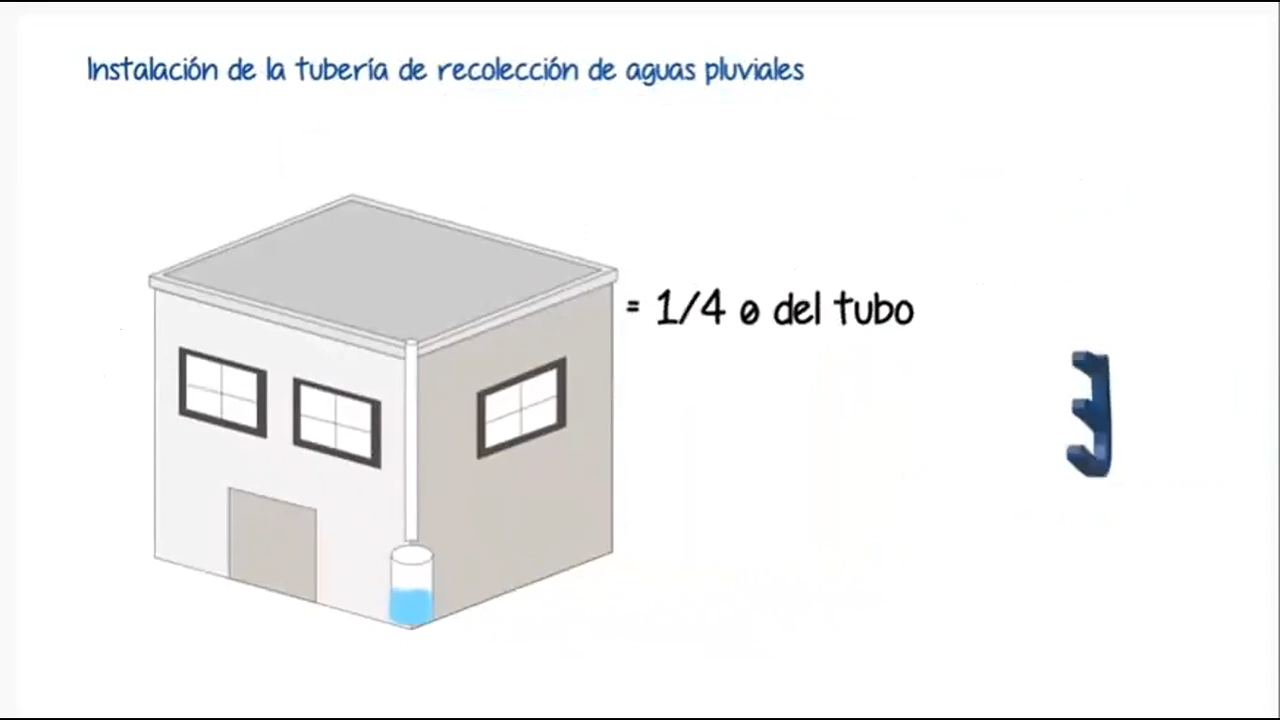 Instalación de la tubería de recolección de aguas pluviales
= 1/4 ø del tubo